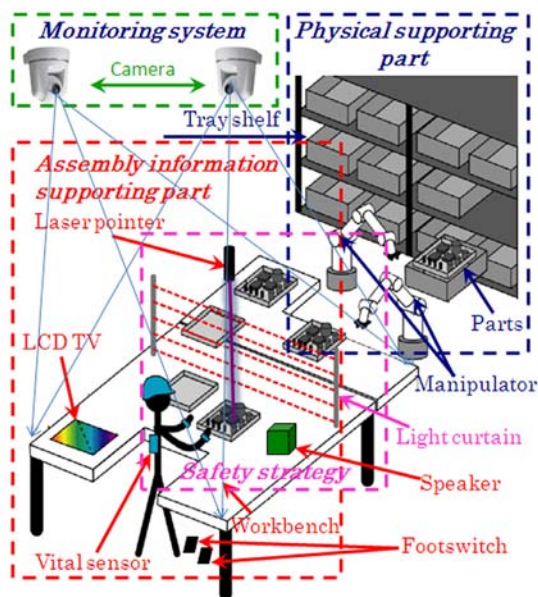 Monitoring system
Camera
Physical supporting
part
Tray shelf
Assembly information
supporting part
Laser pointer
LCD TV
Parts
Manipulator
Light curtain
Safety strategy
Speaker
Workbench
Footswitch
Vital sensor